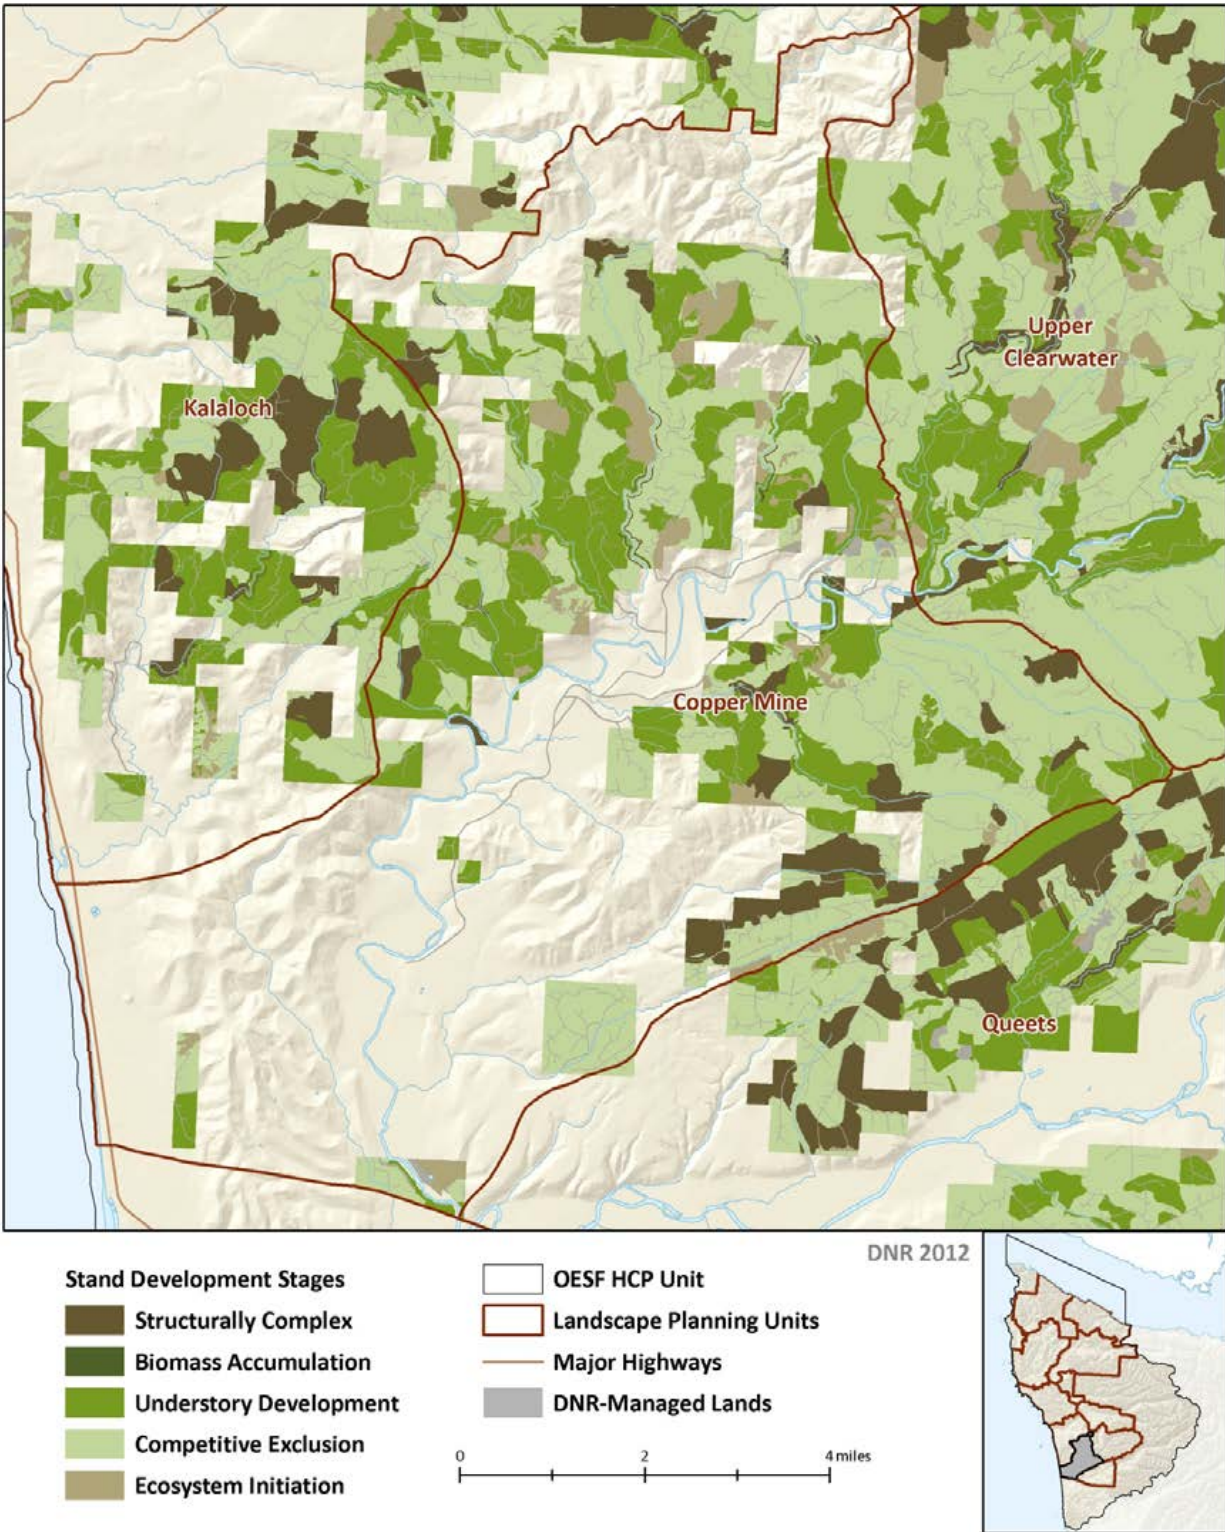 Upper
Clearwater
Kalaloch
Copper Mine
Queets
DNR 2012
Stand Development Stages
Structurally Complex
Biomass Accumulation
Understory Development
Competitive Exclusion
Ecosystem Initiation
OESF HCP Unit
Landscape Planning Units
Major Highways
DNR-Managed Lands
0 2 4 miles